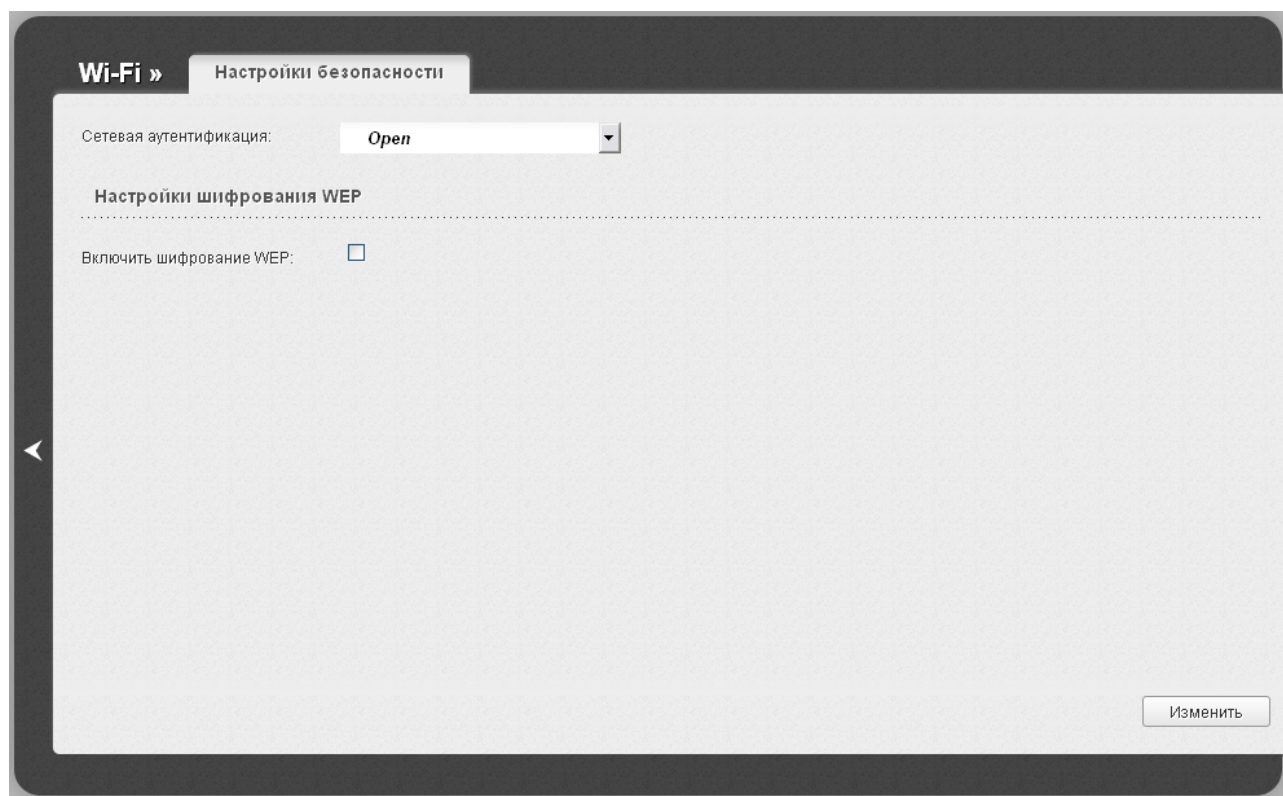 Wi-Fi » Настройки безопасности
Сетевая аутентификация: Open
Настройки шифрования WEP
Включить шифрование WEP:
Изменить